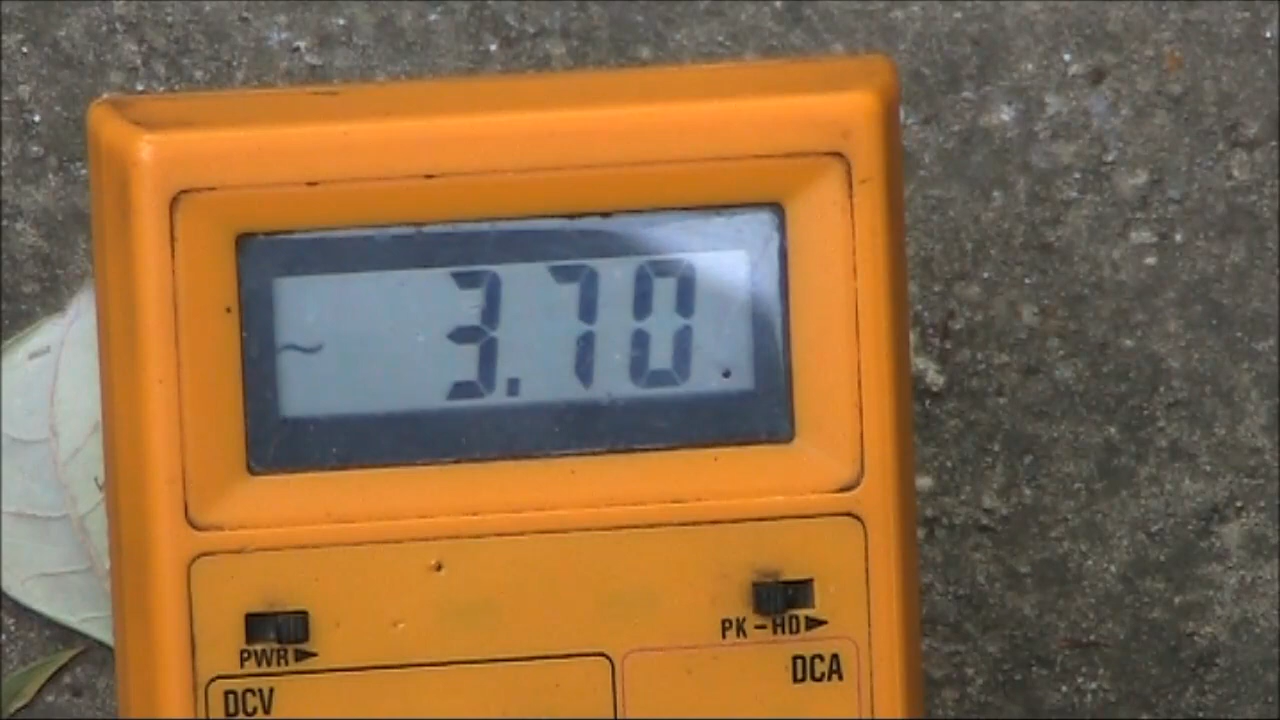 ~ 3.70
PWR▶ PK-HD▶
DCV DCA